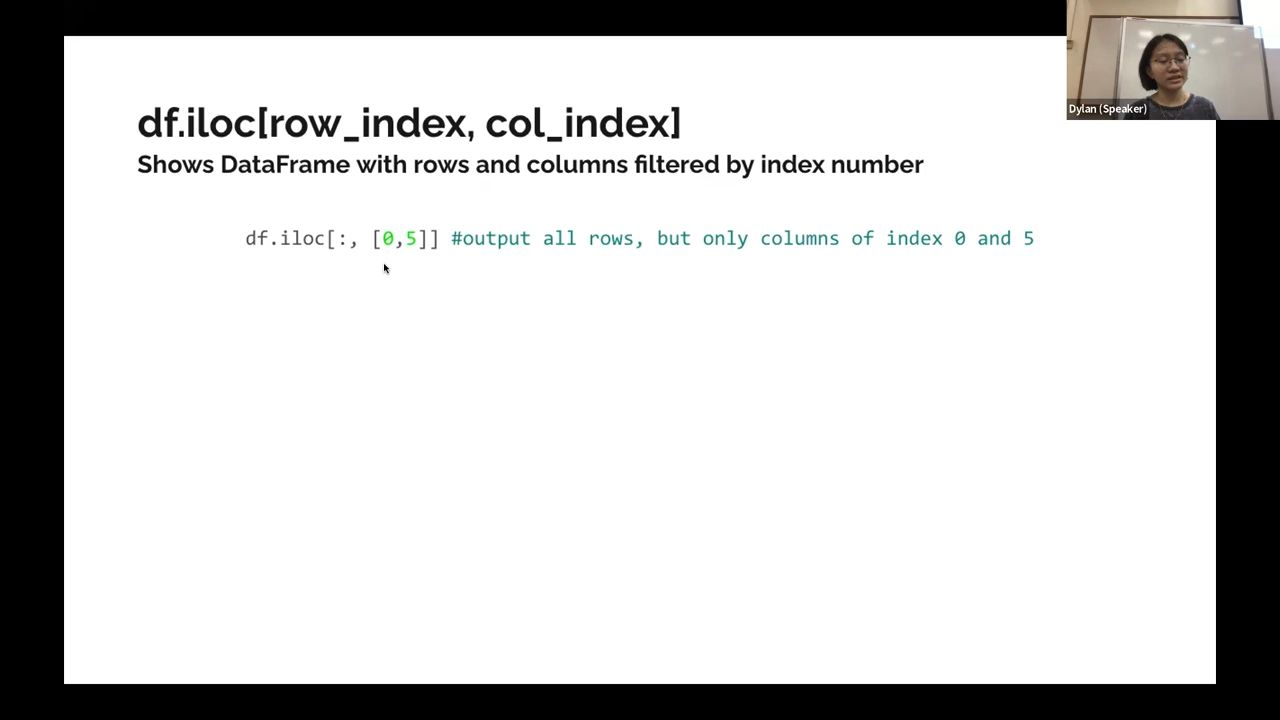 df.iloc[row_index, col_index]
Shows DataFrame with rows and columns filtered by index number
df.iloc[:, [0,5]] #output all rows, but only columns of index 0 and 5
Dylan (Speaker)